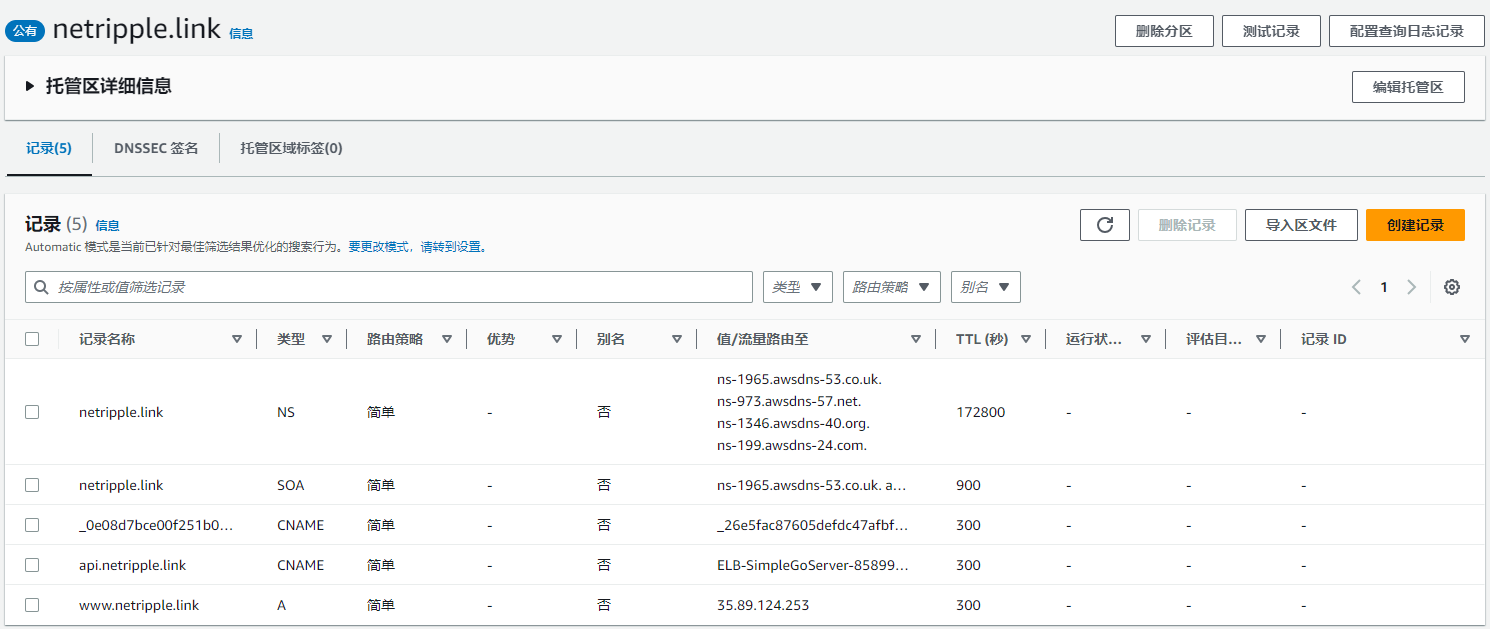 公有 netripple.link 信息
删除分区 测试记录 配置查询日志记录
托管区详细信息 编辑托管区
记录(5) DNSSEC 签名 托管区域标签(0)
记录 (5) 信息
删除记录 导入区文件 创建记录
Automatic 模式是当前已针对最佳筛选结果优化的搜索行为。要更改模式，请转到设置。
按属性或值筛选记录 类型 路由策略 别名 1
记录名称 类型 路由策略 优势 别名 值/流量路由至 TTL (秒) 运行状... 评估目... 记录 ID
ns-1965.awsdns-53.co.uk.
ns-973.awsdns-57.net.
netripple.link NS 简单 - 否 172800 - - -
ns-1346.awsdns-40.org.
ns-199.awsdns-24.com.
netripple.link SOA 简单 - 否 ns-1965.awsdns-53.co.uk. a... 900 - - -
_0e08d7bce00f251b0... CNAME 简单 - 否 _26e5fac87605defdc47afbf... 300 - - -
api.netripple.link CNAME 简单 - 否 ELB-SimpleGoServer-85899... 300 - - -
www.netripple.link A 简单 - 否 35.89.124.253 300 - - -